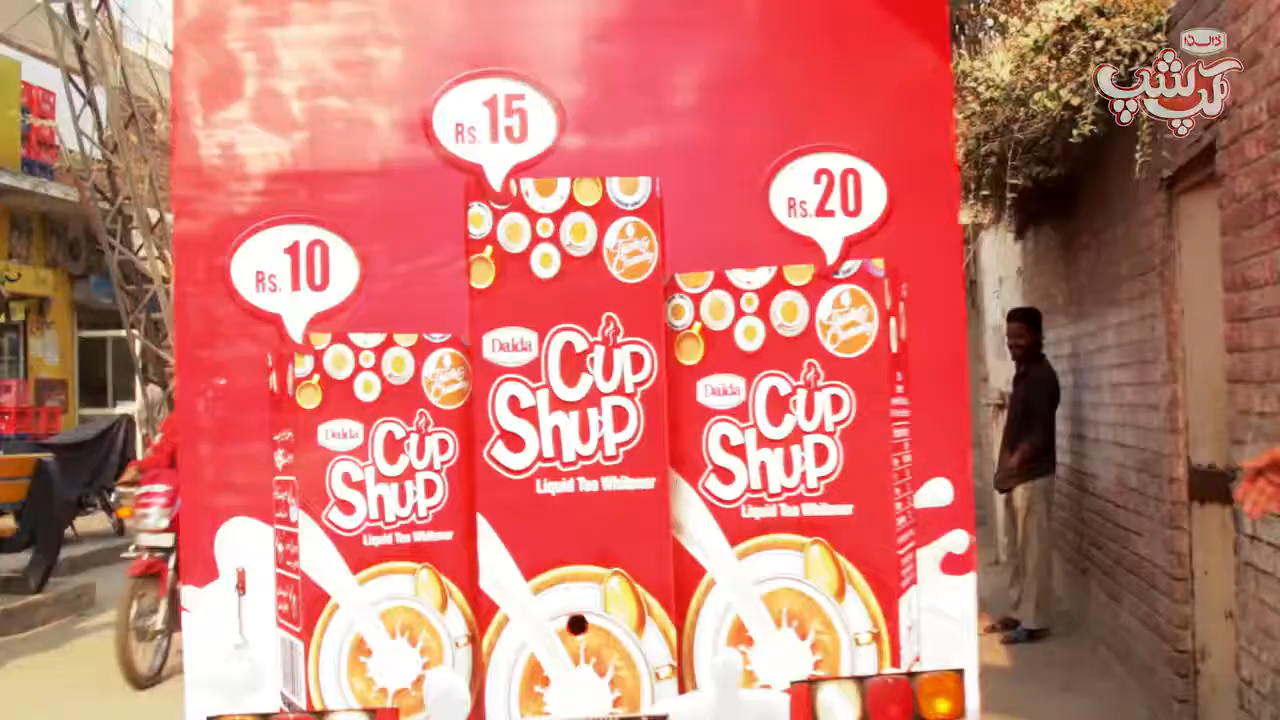 ڈالڈا
کپ شپ
Rs. 15
Rs. 20
Rs. 10
Dalda
Cup
Shup
Liquid Tea Whitener
Dalda
Cup
Shup
Liquid Tea Whitener
Dalda
Cup
Shup
Liquid Tea Whitener